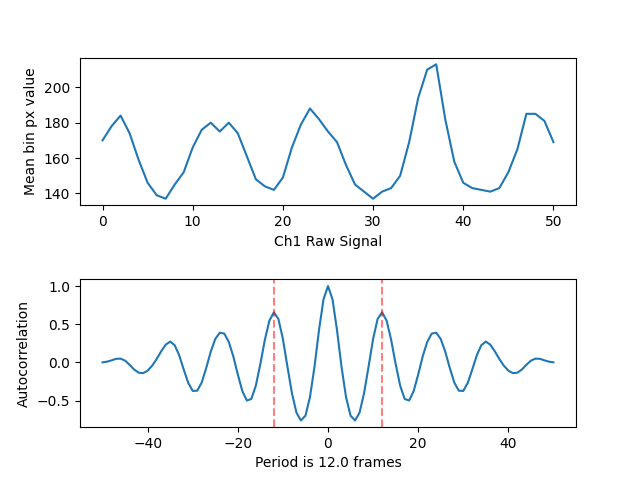 200
180
160
140
Mean bin px value
0 10 20 30 40 50
Ch1 Raw Signal
1.0
0.5
0.0
−0.5
Autocorrelation
−40 −20 0 20 40
Period is 12.0 frames